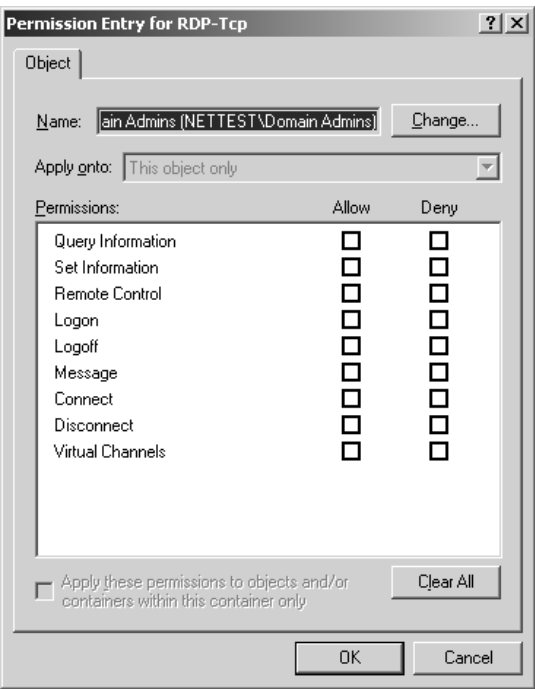 Permission Entry for RDP-Tcp
Object
Name: ain Admins (NETTEST\Domain Admins) Change...
Apply onto: This object only
Permissions: Allow Deny
Query Information
Set Information
Remote Control
Logon
Logoff
Message
Connect
Disconnect
Virtual Channels
Apply these permissions to objects and/or
containers within this container only
Clear All
OK Cancel